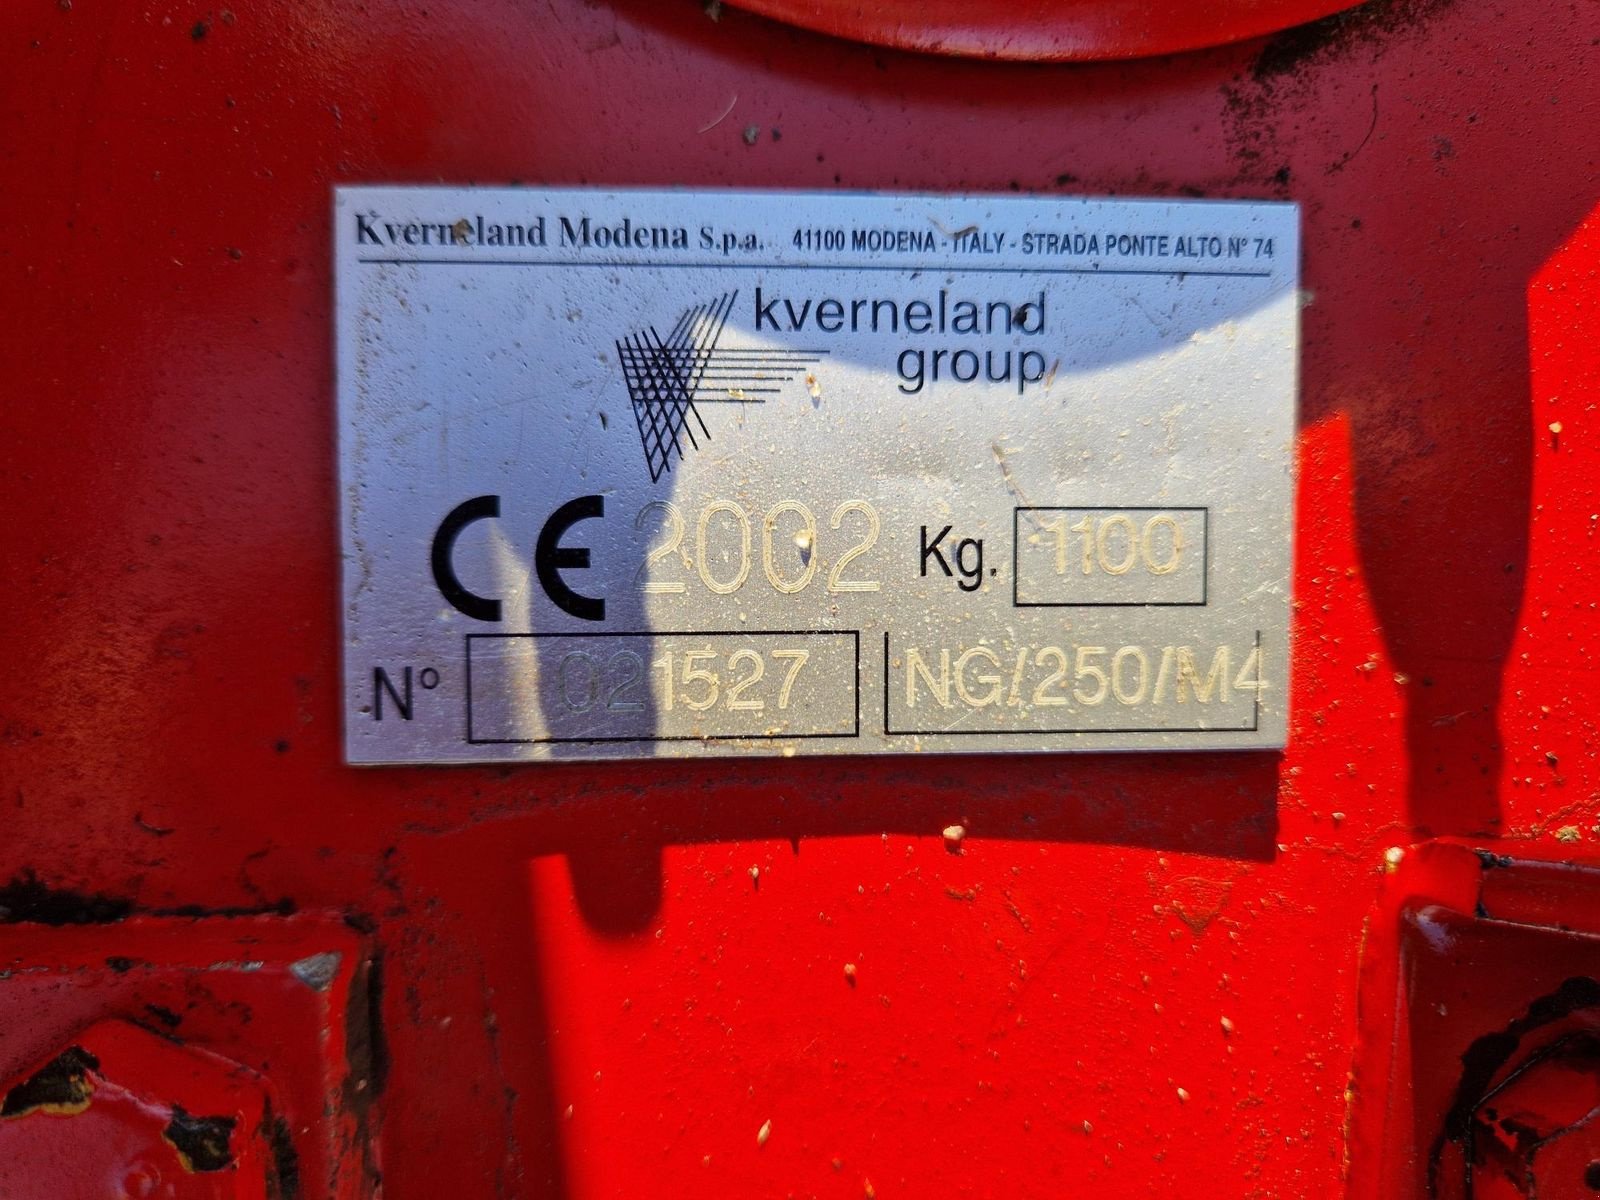 Kverneland Modena S.p.a. 41100 MODENA - ITALY - STRADA PONTE ALTO N° 74
kverneland
group
CE 2002 Kg. 1100
N° 021527 NG/250/M4